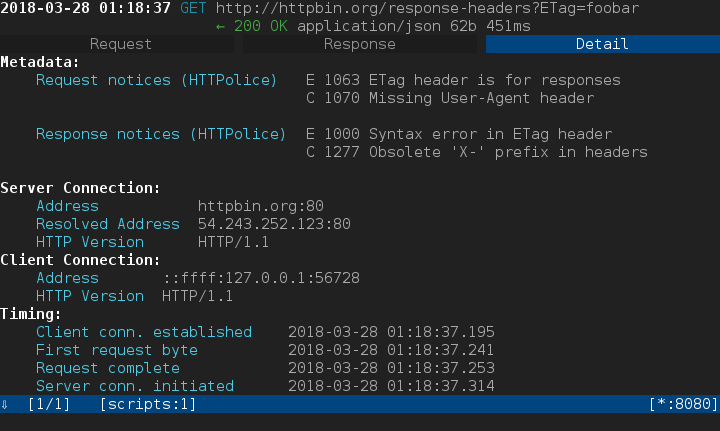 2018-03-28 01:18:37 GET http://httpbin.org/response-headers?ETag=foobar
← 200 OK application/json 62b 451ms
Request Response Detail
Metadata:
Request notices (HTTPolice) E 1063 ETag header is for responses
C 1070 Missing User-Agent header
Response notices (HTTPolice) E 1000 Syntax error in ETag header
C 1277 Obsolete 'X-' prefix in headers
Server Connection:
Address httpbin.org:80
Resolved Address 54.243.252.123:80
HTTP Version HTTP/1.1
Client Connection:
Address ::ffff:127.0.0.1:56728
HTTP Version HTTP/1.1
Timing:
Client conn. established 2018-03-28 01:18:37.195
First request byte 2018-03-28 01:18:37.241
Request complete 2018-03-28 01:18:37.253
Server conn. initiated 2018-03-28 01:18:37.314
⇩ [1/1] [scripts:1] [*:8080]